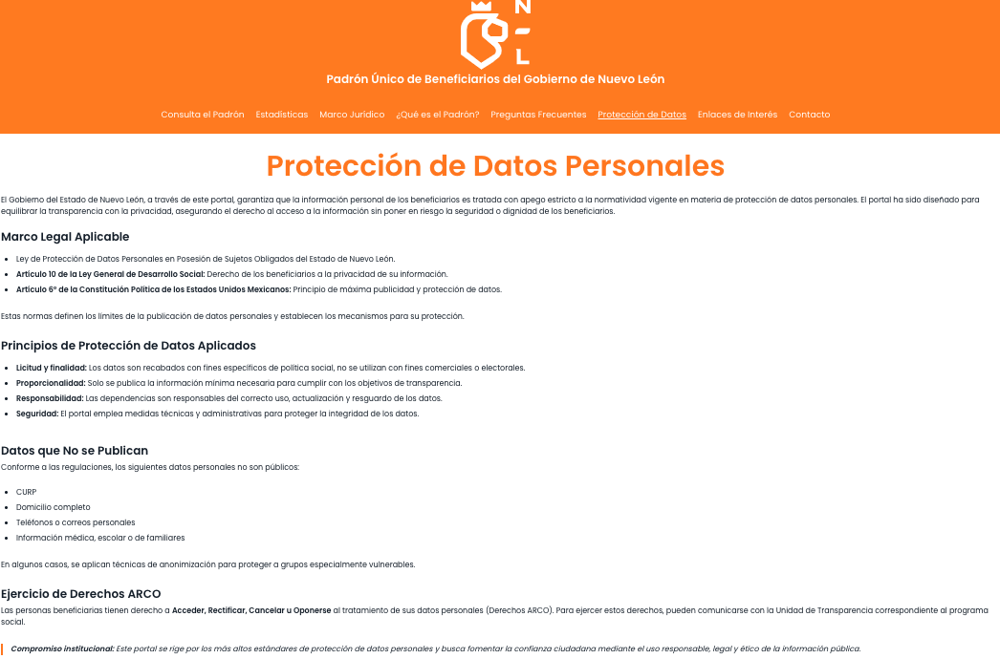 N
L
Padrón Único de Beneficiarios del Gobierno de Nuevo León
Consulta el Padrón Estadísticas Marco Jurídico ¿Qué es el Padrón? Preguntas Frecuentes Protección de Datos Enlaces de Interés Contacto
Protección de Datos Personales
El Gobierno del Estado de Nuevo León, a través de este portal, garantiza que la información personal de los beneficiarios es tratada con apego estricto a la normatividad vigente en materia de protección de datos personales. El portal ha sido diseñado para
equilibrar la transparencia con la privacidad, asegurando el derecho al acceso a la información sin poner en riesgo la seguridad o dignidad de los beneficiarios.
Marco Legal Aplicable
• Ley de Protección de Datos Personales en Posesión de Sujetos Obligados del Estado de Nuevo León.
• Artículo 10 de la Ley General de Desarrollo Social: Derecho de los beneficiarios a la privacidad de su información.
• Artículo 6º de la Constitución Política de los Estados Unidos Mexicanos: Principio de máxima publicidad y protección de datos.
Estas normas definen los límites de la publicación de datos personales y establecen los mecanismos para su protección.
Principios de Protección de Datos Aplicados
• Licitud y finalidad: Los datos son recabados con fines específicos de política social, no se utilizan con fines comerciales o electorales.
• Proporcionalidad: Solo se publica la información mínima necesaria para cumplir con los objetivos de transparencia.
• Responsabilidad: Las dependencias son responsables del correcto uso, actualización y resguardo de los datos.
• Seguridad: El portal emplea medidas técnicas y administrativas para proteger la integridad de los datos.
Datos que No se Publican
Conforme a las regulaciones, los siguientes datos personales no son públicos:
• CURP
• Domicilio completo
• Teléfonos o correos personales
• Información médica, escolar o de familiares
En algunos casos, se aplican técnicas de anonimización para proteger a grupos especialmente vulnerables.
Ejercicio de Derechos ARCO
Las personas beneficiarias tienen derecho a Acceder, Rectificar, Cancelar u Oponerse al tratamiento de sus datos personales (Derechos ARCO). Para ejercer estos derechos, pueden comunicarse con la Unidad de Transparencia correspondiente al programa
social.
Compromiso institucional: Este portal se rige por los más altos estándares de protección de datos personales y busca fomentar la confianza ciudadana mediante el uso responsable, legal y ético de la información pública.